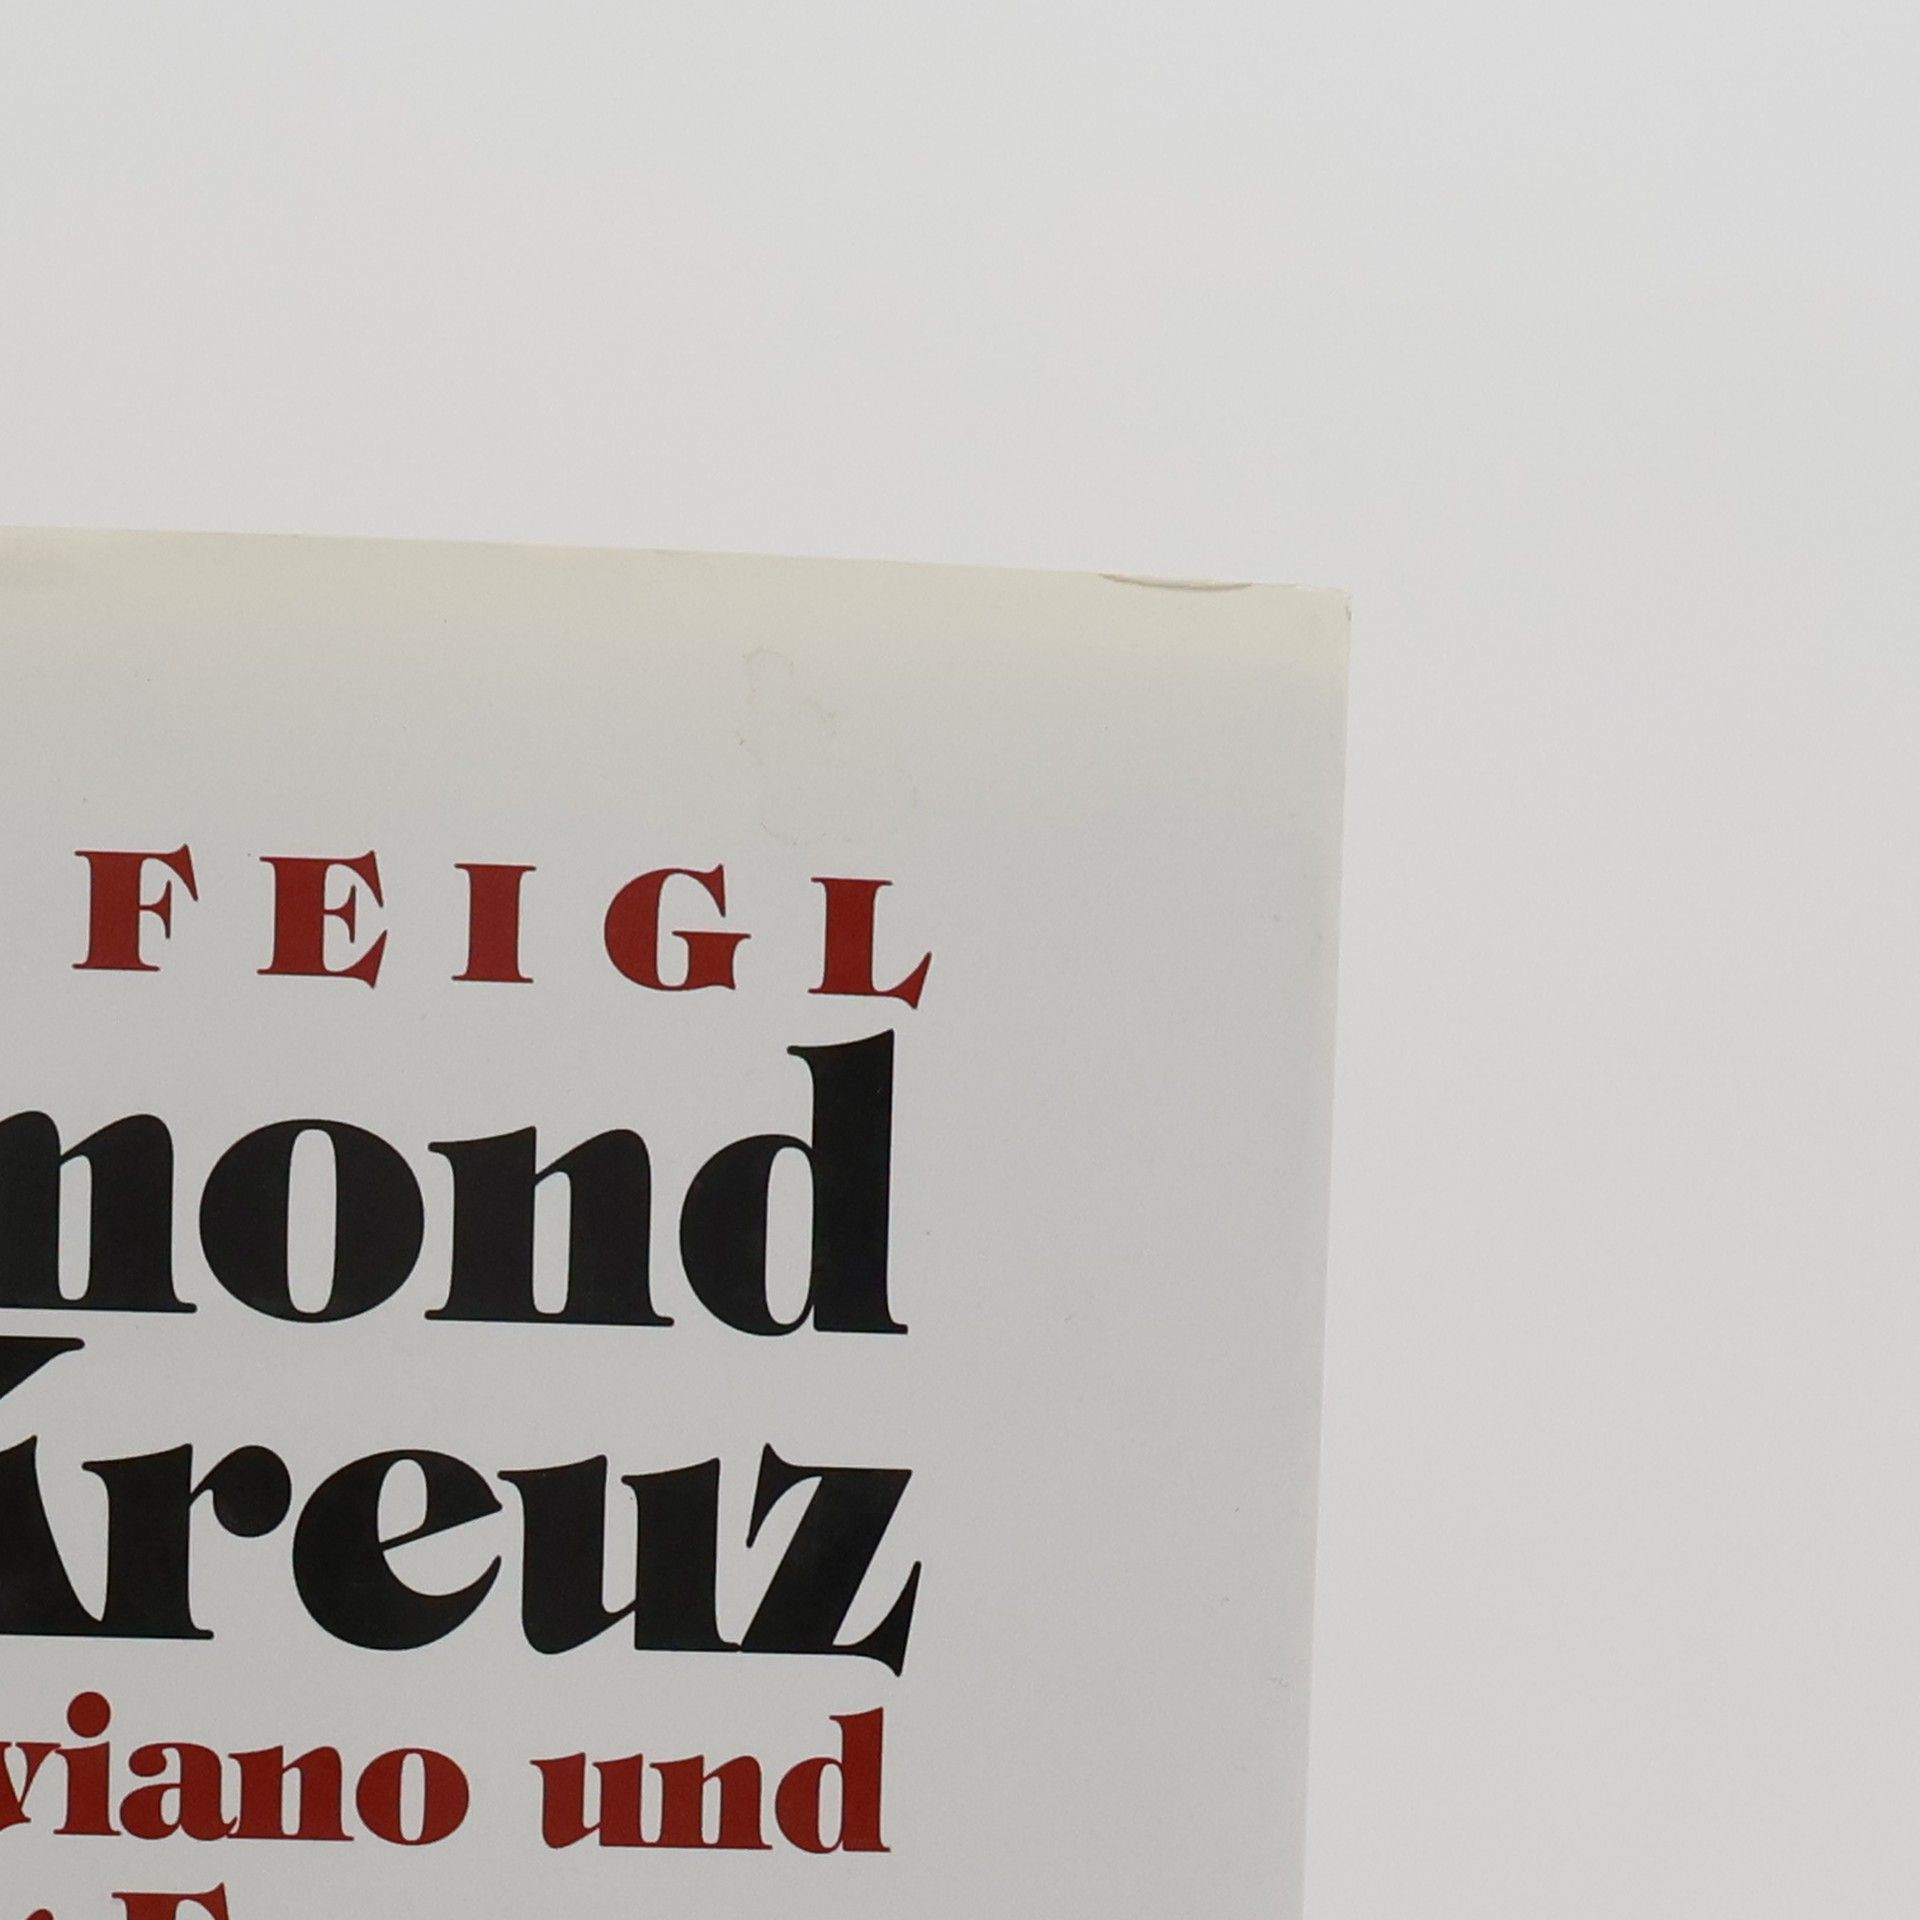 FEIGL
mond
Kreuz
viano und